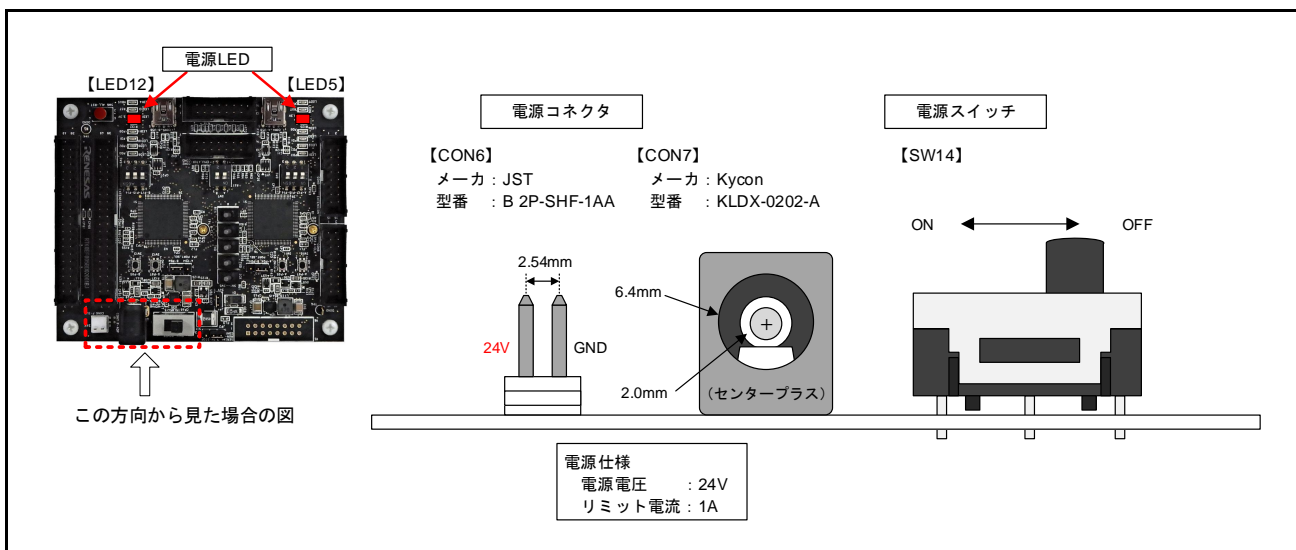 電源LED
【LED12】
【LED5】
RENESAS
この方向から見た場合の図
電源コネクタ
【CON6】
メーカ：JST
型番 ：B 2P-SHF-1AA
【CON7】
メーカ：Kycon
型番 ：KLDX-0202-A
2.54mm
24V
GND
6.4mm
2.0mm
（センタープラス）
電源スイッチ
【SW14】
ON
OFF
電源仕様
電源電圧 ：24V
リミット電流：1A